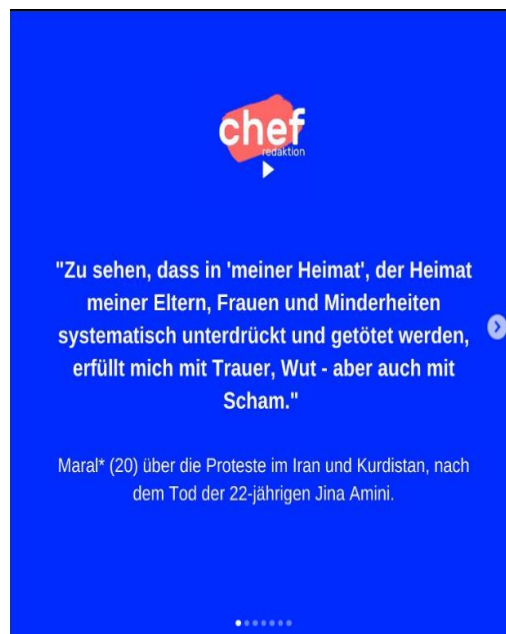 chef
redaktion
"Zu sehen, dass in 'meiner Heimat', der Heimat
meiner Eltern, Frauen und Minderheiten
systematisch unterdrückt und getötet werden,
erfüllt mich mit Trauer, Wut - aber auch mit
Scham."
Maral* (20) über die Proteste im Iran und Kurdistan, nach
dem Tod der 22-jährigen Jina Amini.